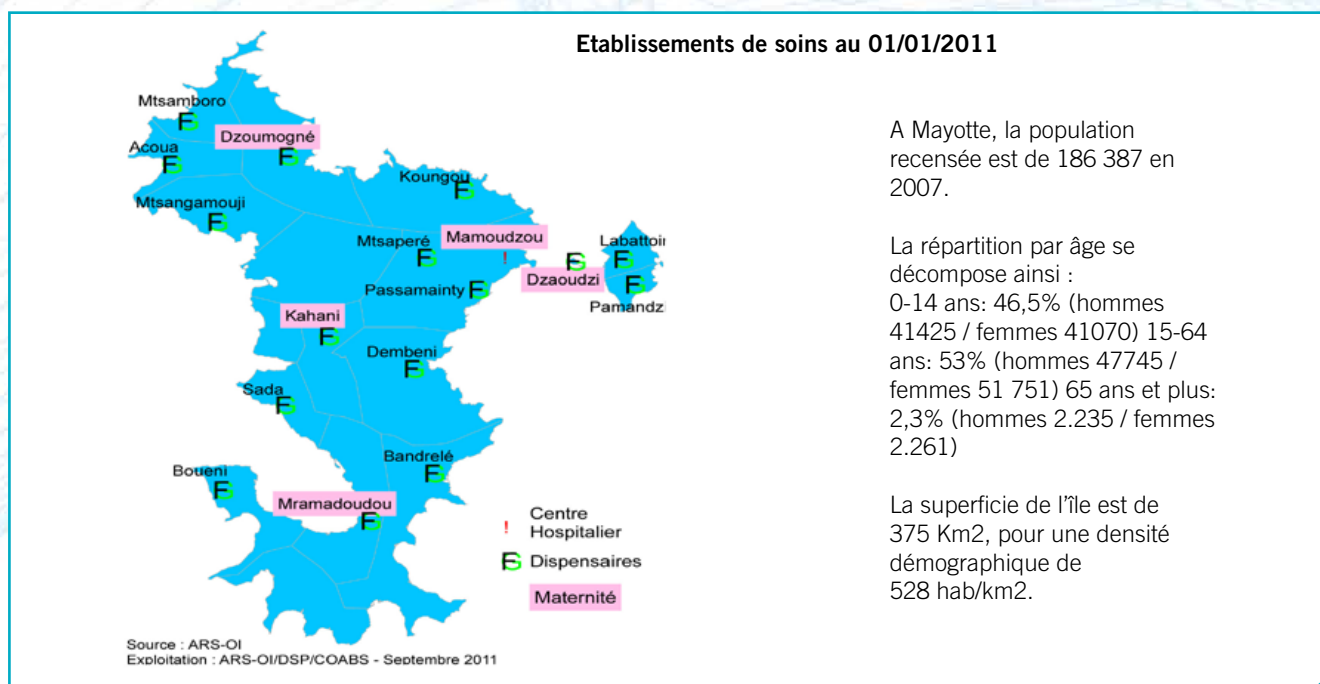 Etablissements de soins au 01/01/2011
Mtsamboro
Dzoumogné
Acoua
Koungou
Mtsangamouji
Mtsaperé
Mamoudzou
!
Labattoir
Dzaoudzi
Passamainty
Pamandzi
Kahani
Dembeni
Sada
Bandrelé
Boueni
Mramadoudou
! Centre
Hospitalier
Dispensaires
Maternité
Source : ARS-OI
Exploitation : ARS-OI/DSP/COABS - Septembre 2011
A Mayotte, la population
recensée est de 186 387 en
2007.
La répartition par âge se
décompose ainsi :
0-14 ans: 46,5% (hommes
41425 / femmes 41070) 15-64
ans: 53% (hommes 47745 /
femmes 51 751) 65 ans et plus:
2,3% (hommes 2.235 / femmes
2.261)
La superficie de l’île est de
375 Km2, pour une densité
démographique de
528 hab/km2.